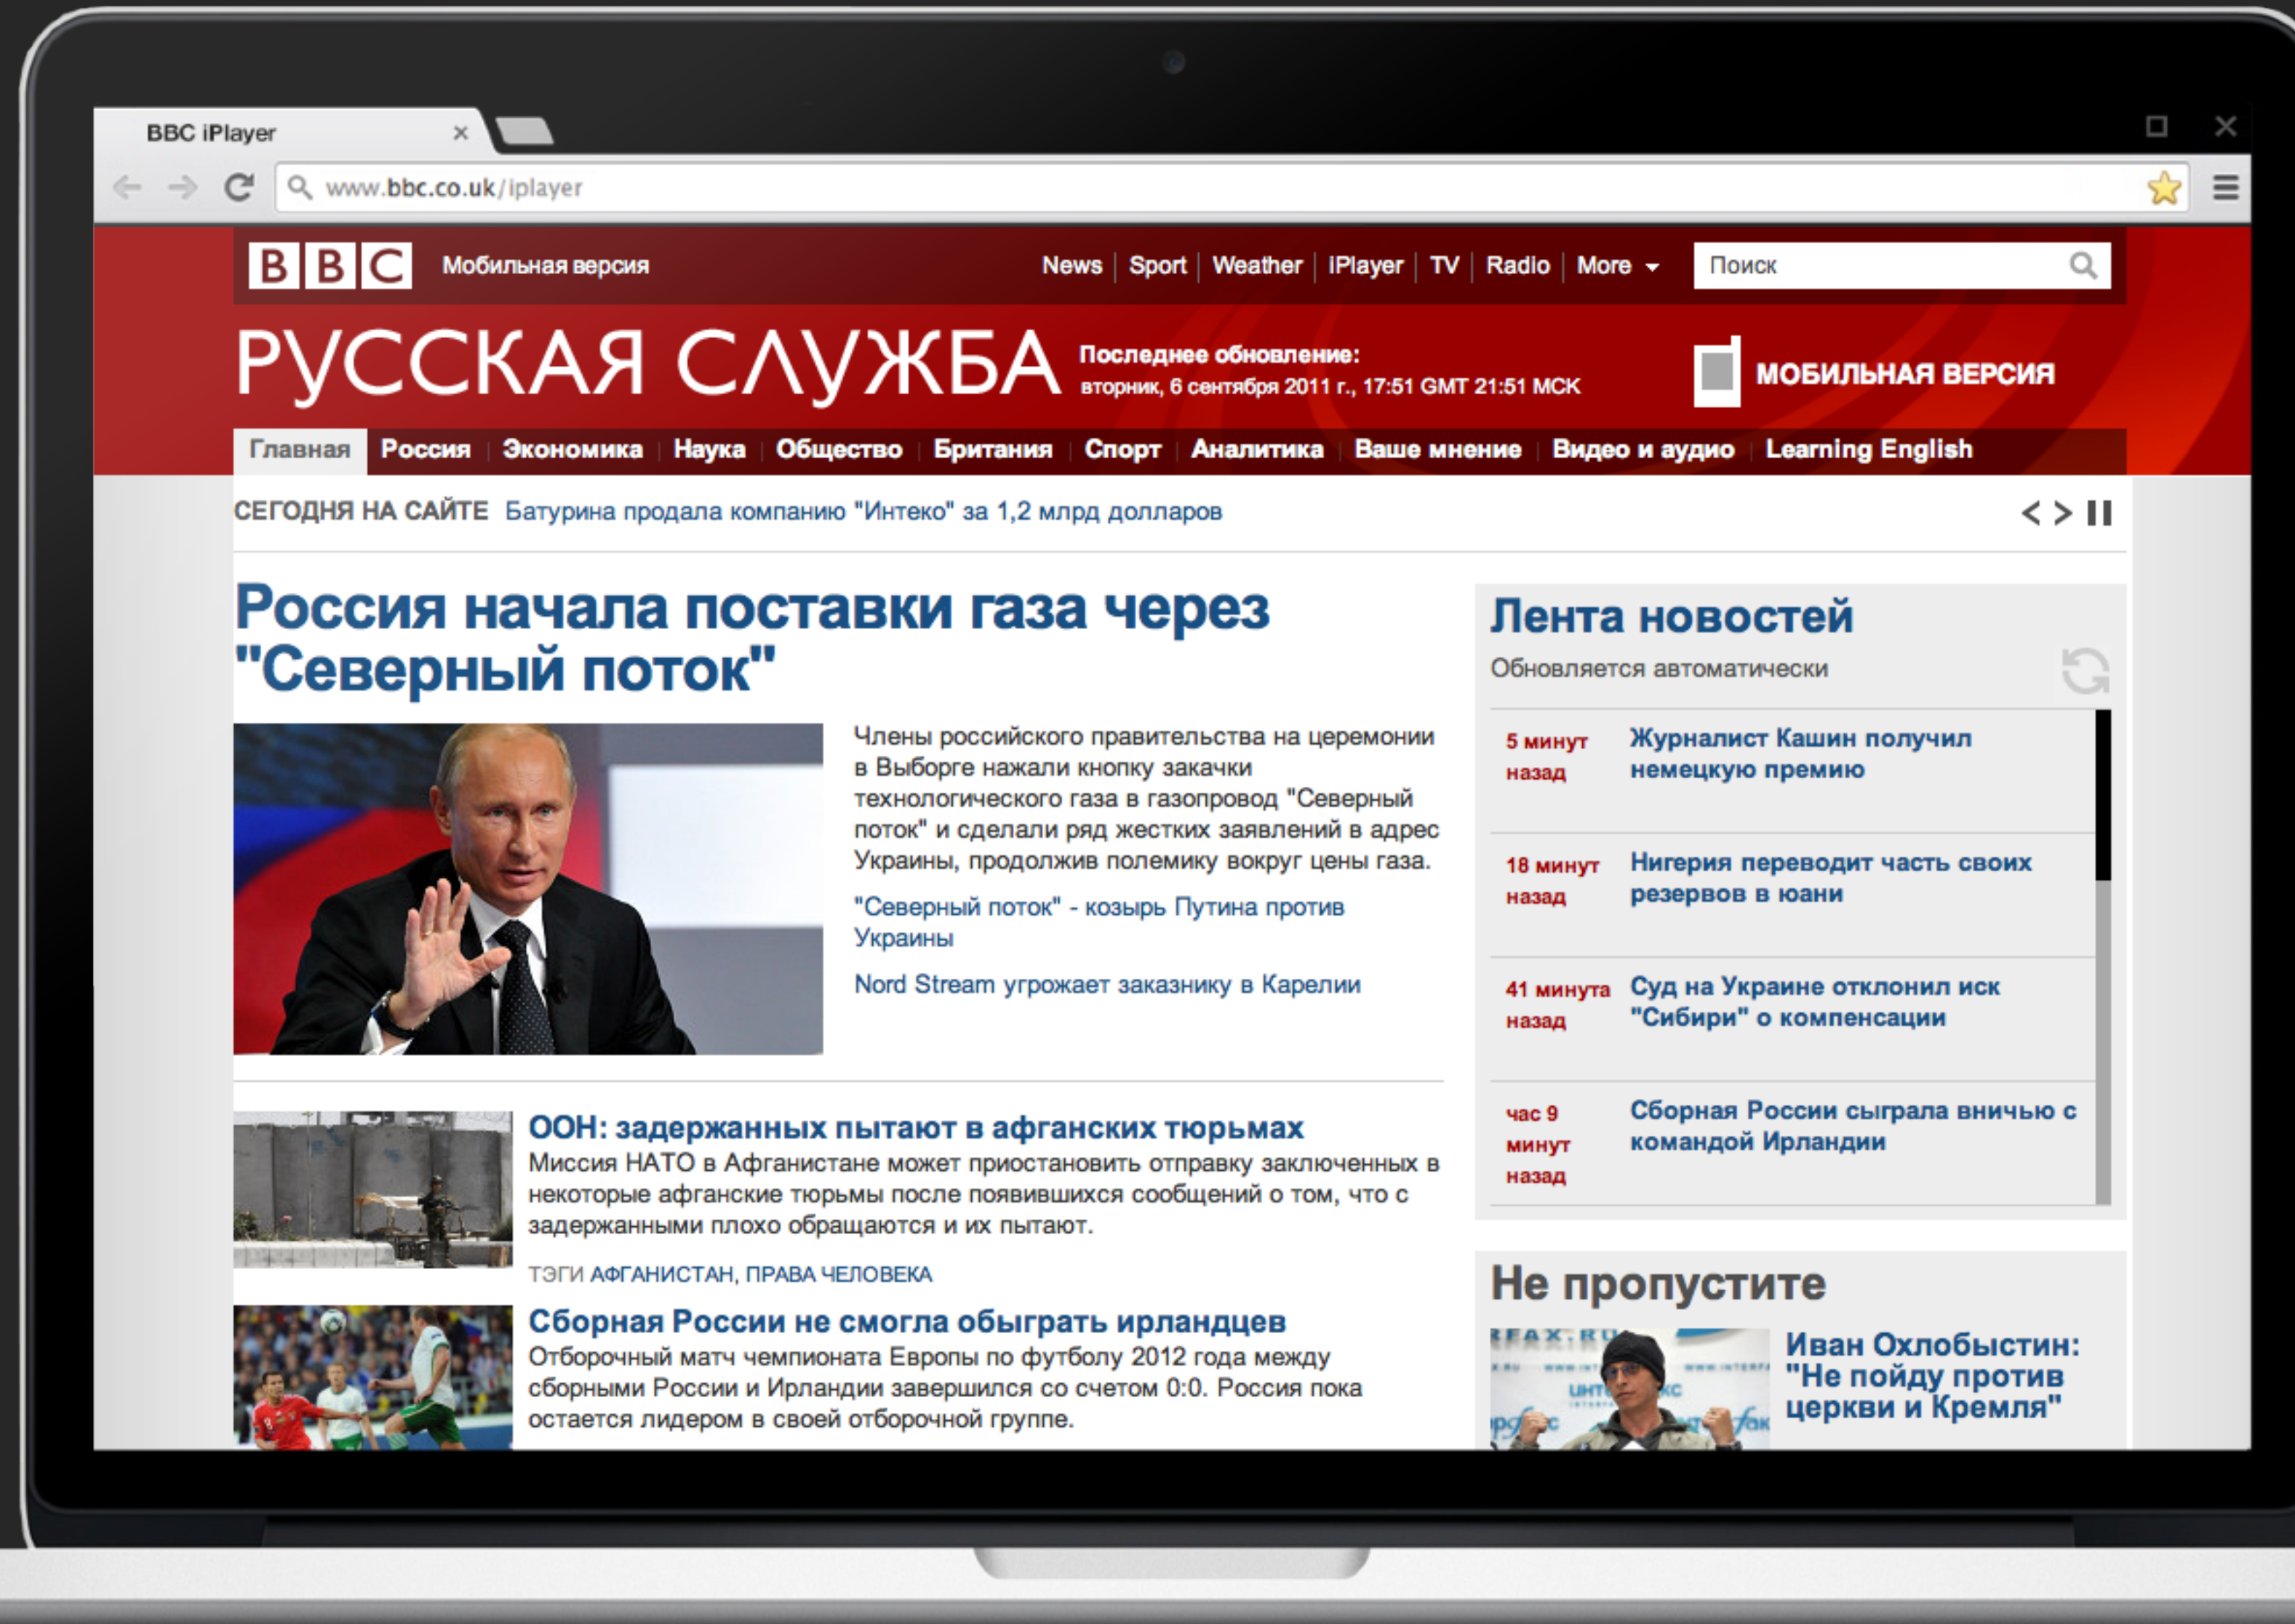 BBC iPlayer
www.bbc.co.uk/iplayer
BBC Мобильная версия News Sport Weather iPlayer TV Radio More Поиск
РУССКАЯ СЛУЖБА
Последнее обновление:
вторник, 6 сентября 2011 г., 17:51 GMT 21:51 МСК
МОБИЛЬНАЯ ВЕРСИЯ
Главная Россия Экономика Наука Общество Британия Спорт Аналитика Ваше мнение Видео и аудио Learning English
СЕГОДНЯ НА САЙТЕ Батурина продала компанию "Интеко" за 1,2 млрд долларов
Россия начала поставки газа через
"Северный поток"
Члены российского правительства на церемонии
в Выборге нажали кнопку закачки
технологического газа в газопровод "Северный
поток" и сделали ряд жестких заявлений в адрес
Украины, продолжив полемику вокруг цены газа.
"Северный поток" - козырь Путина против
Украины
Nord Stream угрожает заказнику в Карелии
ООН: задержанных пытают в афганских тюрьмах
Миссия НАТО в Афганистане может приостановить отправку заключенных в
некоторые афганские тюрьмы после появившихся сообщений о том, что с
задержанными плохо обращаются и их пытают.
ТЭГИ АФГАНИСТАН, ПРАВА ЧЕЛОВЕКА
Сборная России не смогла обыграть ирландцев
Отборочный матч чемпионата Европы по футболу 2012 года между
сборными России и Ирландии завершился со счетом 0:0. Россия пока
остается лидером в своей отборочной группе.
Лента новостей
Обновляется автоматически
5 минут
назад
Журналист Кашин получил
немецкую премию
18 минут
назад
Нигерия переводит часть своих
резервов в юани
41 минута
назад
Суд на Украине отклонил иск
"Сибири" о компенсации
час 9
минут
назад
Сборная России сыграла вничью с
командой Ирландии
Не пропустите
Иван Охлобыстин:
"Не пойду против
церкви и Кремля"